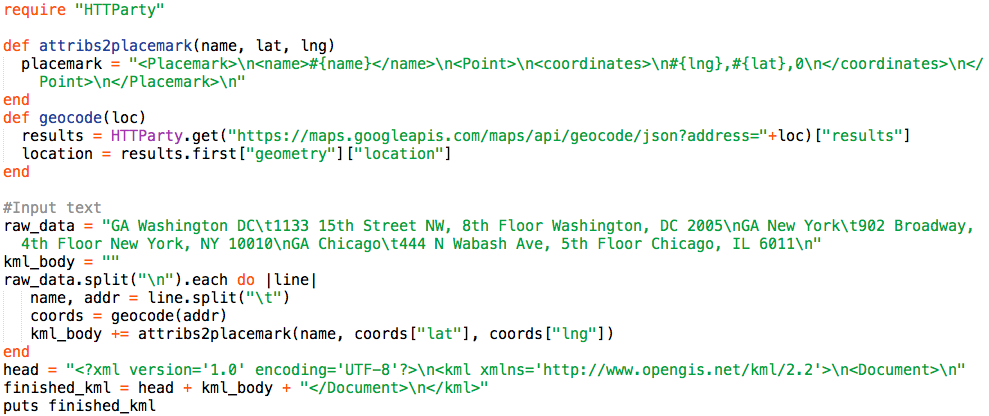 require "HTTParty"
def attribs2placemark(name, lat, lng)
placemark = "<Placemark>\n<name>#{name}</name>\n<Point>\n<coordinates>\n#{lng},#{lat},0\n</coordinates>\n</
Point>\n</Placemark>\n"
end
def geocode(loc)
results = HTTParty.get("https://maps.googleapis.com/maps/api/geocode/json?address="+loc)["results"]
location = results.first["geometry"]["location"]
end
#Input text
raw_data = "GA Washington DC\t1133 15th Street NW, 8th Floor Washington, DC 2005\nGA New York\t902 Broadway,
4th Floor New York, NY 10010\nGA Chicago\t444 N Wabash Ave, 5th Floor Chicago, IL 6011\n"
kml_body = ""
raw_data.split("\n").each do |line|
name, addr = line.split("\t")
coords = geocode(addr)
kml_body += attribs2placemark(name, coords["lat"], coords["lng"])
end
head = "<?xml version='1.0' encoding='UTF-8'?>\n<kml xmlns='http://www.opengis.net/kml/2.2'>\n<Document>\n"
finished_kml = head + kml_body + "</Document>\n</kml>"
puts finished_kml